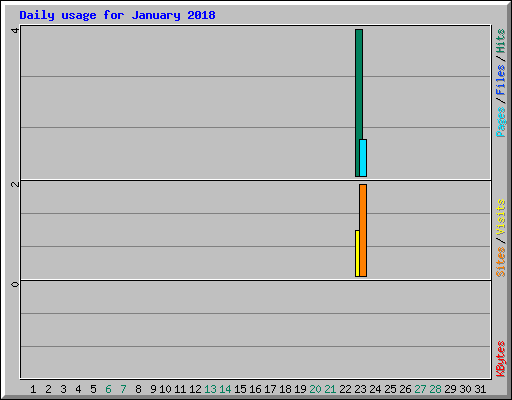 Daily usage for January 2018
4
Pages / Files / Hits
2
Sites / Visits
0
KBytes
1 2 3 4 5 6 7 8 9 10 11 12 13 14 15 16 17 18 19 20 21 22 23 24 25 26 27 28 29 30 31